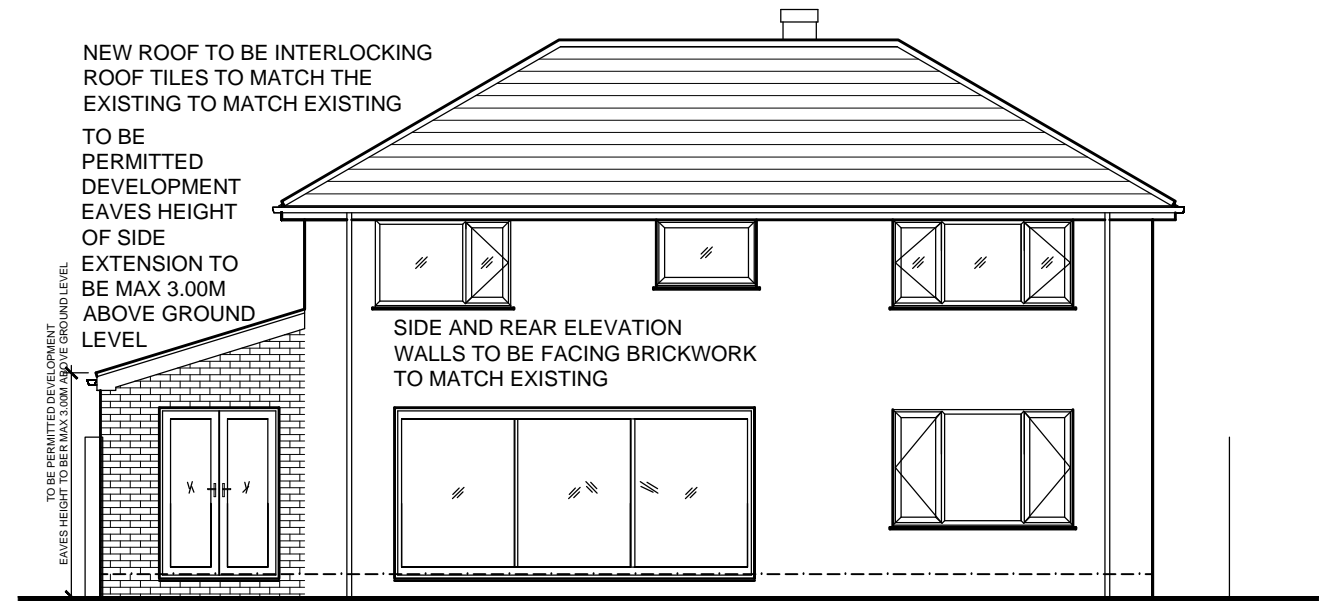 NEW ROOF TO BE INTERLOCKING
ROOF TILES TO MATCH THE
EXISTING TO MATCH EXISTING
TO BE
PERMITTED
DEVELOPMENT
EAVES HEIGHT
OF SIDE
EXTENSION TO
BE MAX 3.00M
ABOVE GROUND
LEVEL
SIDE AND REAR ELEVATION
WALLS TO BE FACING BRICKWORK
TO MATCH EXISTING
TO BE PERMITTED DEVELOPMENT
EAVES HEIGHT TO BER MAX 3.00M ABOVE GROUND LEVEL